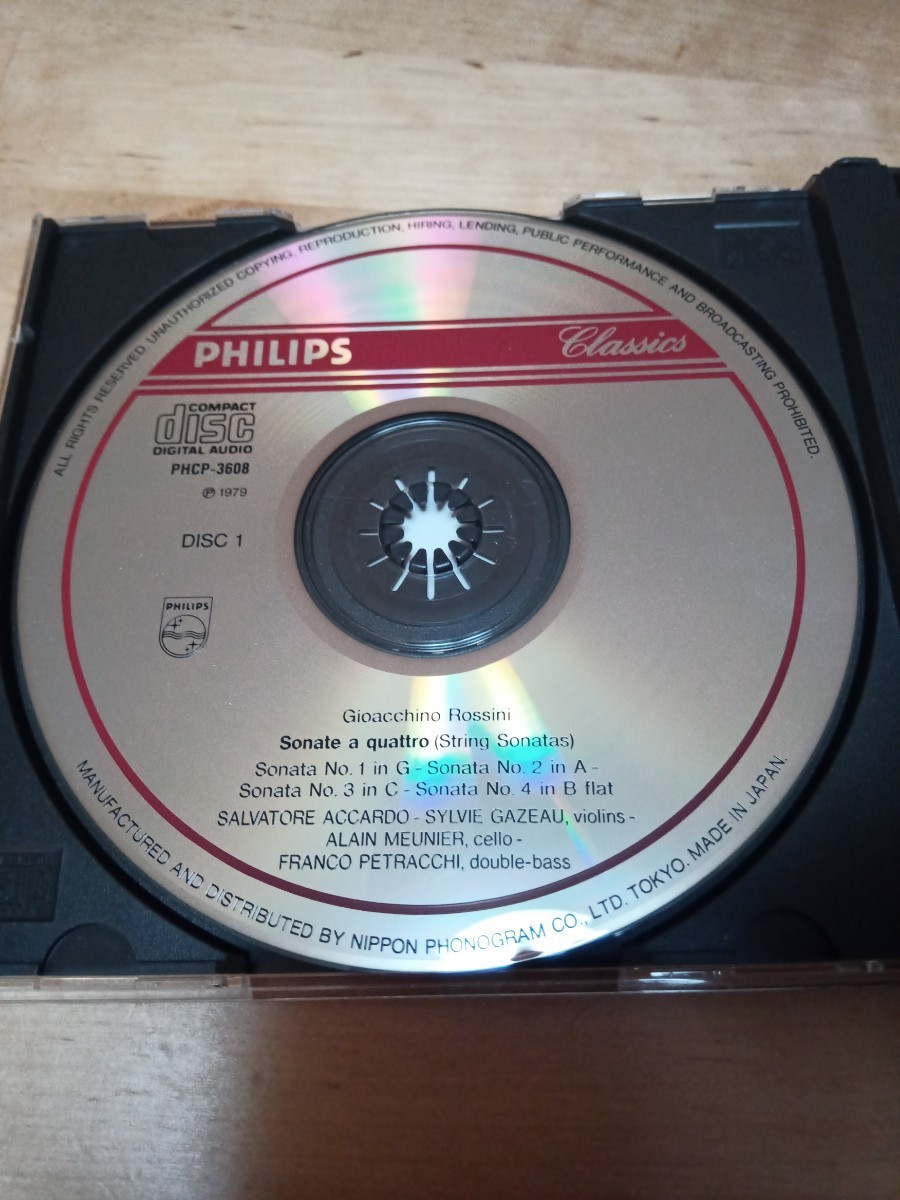 ALL RIGHTS RESERVED UNAUTHORIZED COPYING, REPRODUCTION, HIRING, LENDING, PUBLIC PERFORMANCE AND BROADCASTING PROHIBITED.
PHILIPS Classics
COMPACT
disc
DIGITAL AUDIO
PHCP-3608
℗ 1979
DISC 1
PHILIPS
Gioacchino Rossini
Sonate a quattro (String Sonatas)
Sonata No. 1 in G - Sonata No. 2 in A -
Sonata No. 3 in C - Sonata No. 4 in B flat
SALVATORE ACCARDO - SYLVIE GAZEAU, violins -
ALAIN MEUNIER, cello -
FRANCO PETRACCHI, double-bass
MANUFACTURED AND DISTRIBUTED BY NIPPON PHONOGRAM CO., LTD. TOKYO. MADE IN JAPAN.